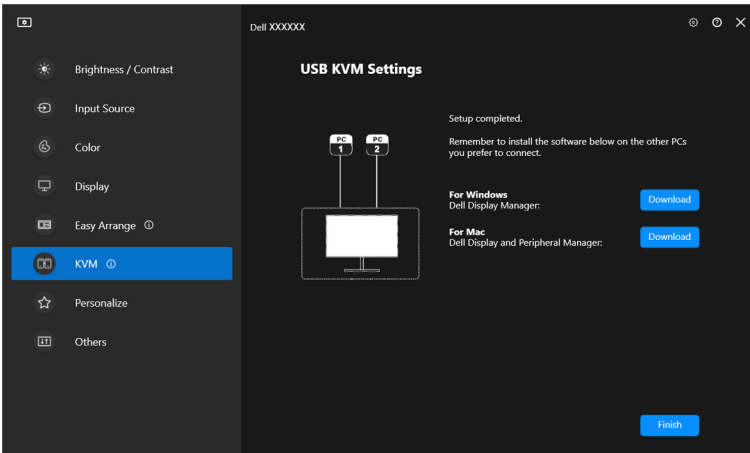 Dell XXXXXX
Brightness / Contrast
Input Source
Color
Display
Easy Arrange
KVM
Personalize
Others
USB KVM Settings
PC
1
PC
2
Setup completed.
Remember to install the software below on the other PCs
you prefer to connect.
For Windows
Dell Display Manager:
Download
For Mac
Dell Display and Peripheral Manager:
Download
Finish